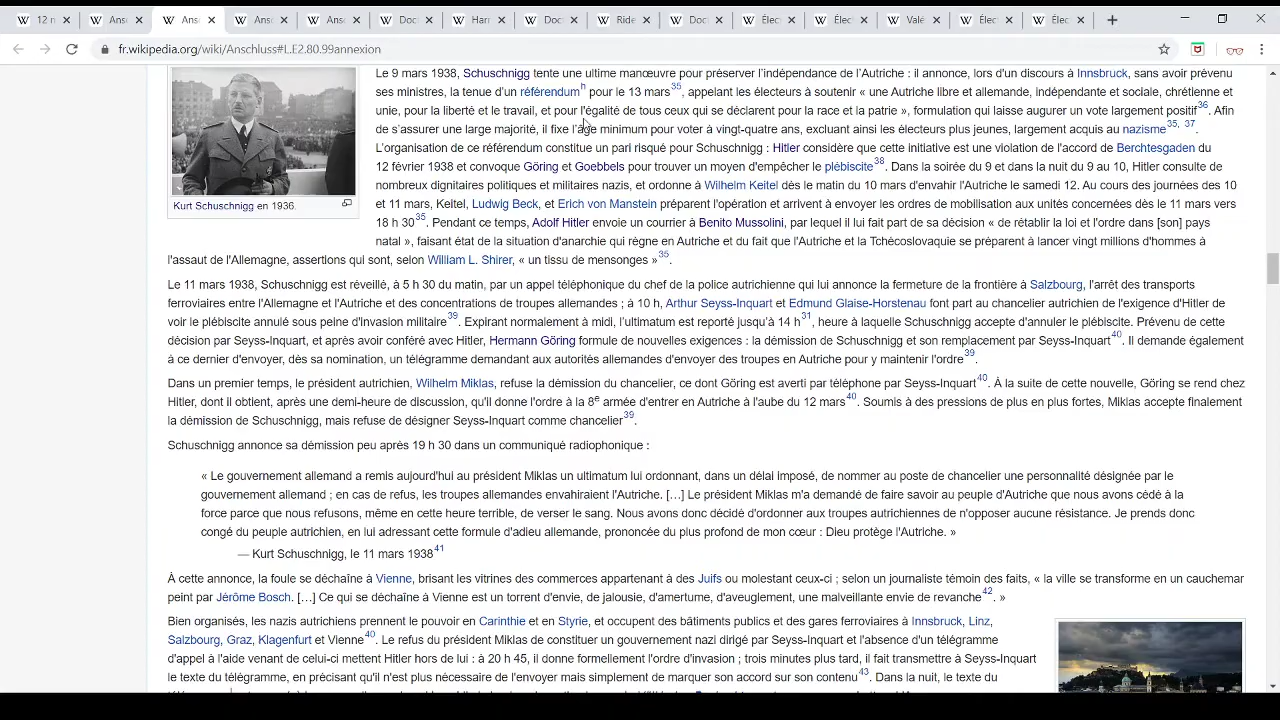 12 n
Ans
Ans
Ans
Ans
Doc
Harr
Doc
Ride
Doc
Élec
Élec
Valé
Élec
Élec
fr.wikipedia.org/wiki/Anschluss#L.E2.80.99annexion
Kurt Schuschnigg en 1936.
Le 9 mars 1938, Schuschnigg tente une ultime manœuvre pour préserver l'indépendance de l'Autriche : il annonce, lors d'un discours à Innsbruck, sans avoir prévenu
ses ministres, la tenue d'un référendum h pour le 13 mars 35, appelant les électeurs à soutenir « une Autriche libre et allemande, indépendante et sociale, chrétienne et
unie, pour la liberté et le travail, et pour l'égalité de tous ceux qui se déclarent pour la race et la patrie », formulation qui laisse augurer un vote largement positif 36. Afin
de s'assurer une large majorité, il fixe l'âge minimum pour voter à vingt-quatre ans, excluant ainsi les électeurs plus jeunes, largement acquis au nazisme 35, 37.
L'organisation de ce référendum constitue un pari risqué pour Schuschnigg : Hitler considère que cette initiative est une violation de l'accord de Berchtesgaden du
12 février 1938 et convoque Göring et Goebbels pour trouver un moyen d'empêcher le plébiscite 38. Dans la soirée du 9 et dans la nuit du 9 au 10, Hitler consulte de
nombreux dignitaires politiques et militaires nazis, et ordonne à Wilhelm Keitel dès le matin du 10 mars d'envahir l'Autriche le samedi 12. Au cours des journées des 10
et 11 mars, Keitel, Ludwig Beck, et Erich von Manstein préparent l'opération et arrivent à envoyer les ordres de mobilisation aux unités concernées dès le 11 mars vers
18 h 30 35. Pendant ce temps, Adolf Hitler envoie un courrier à Benito Mussolini, par lequel il lui fait part de sa décision « de rétablir la loi et l'ordre dans [son] pays
natal », faisant état de la situation d'anarchie qui règne en Autriche et du fait que l'Autriche et la Tchécoslovaquie se préparent à lancer vingt millions d'hommes à
l'assaut de l'Allemagne, assertions qui sont, selon William L. Shirer, « un tissu de mensonges » 35.
Le 11 mars 1938, Schuschnigg est réveillé, à 5 h 30 du matin, par un appel téléphonique du chef de la police autrichienne qui lui annonce la fermeture de la frontière à Salzbourg, l'arrêt des transports
ferroviaires entre l'Allemagne et l'Autriche et des concentrations de troupes allemandes ; à 10 h, Arthur Seyss-Inquart et Edmund Glaise-Horstenau font part au chancelier autrichien de l'exigence d'Hitler de
voir le plébiscite annulé sous peine d'invasion militaire 39. Expirant normalement à midi, l'ultimatum est reporté jusqu'à 14 h 31, heure à laquelle Schuschnigg accepte d'annuler le plébiscite. Prévenu de cette
décision par Seyss-Inquart, et après avoir conféré avec Hitler, Hermann Göring formule de nouvelles exigences : la démission de Schuschnigg et son remplacement par Seyss-Inquart 40. Il demande également
à ce dernier d'envoyer, dès sa nomination, un télégramme demandant aux autorités allemandes d'envoyer des troupes en Autriche pour y maintenir l'ordre 39.
Dans un premier temps, le président autrichien, Wilhelm Miklas, refuse la démission du chancelier, ce dont Göring est averti par téléphone par Seyss-Inquart 40. À la suite de cette nouvelle, Göring se rend chez
Hitler, dont il obtient, après une demi-heure de discussion, qu'il donne l'ordre à la 8e armée d'entrer en Autriche à l'aube du 12 mars 40. Soumis à des pressions de plus en plus fortes, Miklas accepte finalement
la démission de Schuschnigg, mais refuse de désigner Seyss-Inquart comme chancelier 39.
Schuschnigg annonce sa démission peu après 19 h 30 dans un communiqué radiophonique :
« Le gouvernement allemand a remis aujourd'hui au président Miklas un ultimatum lui ordonnant, dans un délai imposé, de nommer au poste de chancelier une personnalité désignée par le
gouvernement allemand ; en cas de refus, les troupes allemandes envahiraient l'Autriche. [...] Le président Miklas m'a demandé de faire savoir au peuple d'Autriche que nous avons cédé à la
force parce que nous refusons, même en cette heure terrible, de verser le sang. Nous avons donc décidé d'ordonner aux troupes autrichiennes de n'opposer aucune résistance. Je prends donc
congé du peuple autrichien, en lui adressant cette formule d'adieu allemande, prononcée du plus profond de mon cœur : Dieu protège l'Autriche. »
— Kurt Schuschnigg, le 11 mars 1938 41
À cette annonce, la foule se déchaîne à Vienne, brisant les vitrines des commerces appartenant à des Juifs ou molestant ceux-ci ; selon un journaliste témoin des faits, « la ville se transforme en un cauchemar
peint par Jérôme Bosch. [...] Ce qui se déchaîne à Vienne est un torrent d'envie, de jalousie, d'amertume, d'aveuglement, une malveillante envie de revanche 42. »
Bien organisés, les nazis autrichiens prennent le pouvoir en Carinthie et en Styrie, et occupent des bâtiments publics et des gares ferroviaires à Innsbruck, Linz,
Salzbourg, Graz, Klagenfurt et Vienne 40. Le refus du président Miklas de constituer un gouvernement nazi dirigé par Seyss-Inquart et l'absence d'un télégramme
d'appel à l'aide venant de celui-ci mettent Hitler hors de lui : à 20 h 45, il donne formellement l'ordre d'invasion ; trois minutes plus tard, il fait transmettre à Seyss-Inquart
le texte du télégramme, en précisant qu'il n'est plus nécessaire de l'envoyer mais simplement de marquer son accord sur son contenu 43. Dans la nuit, le texte du